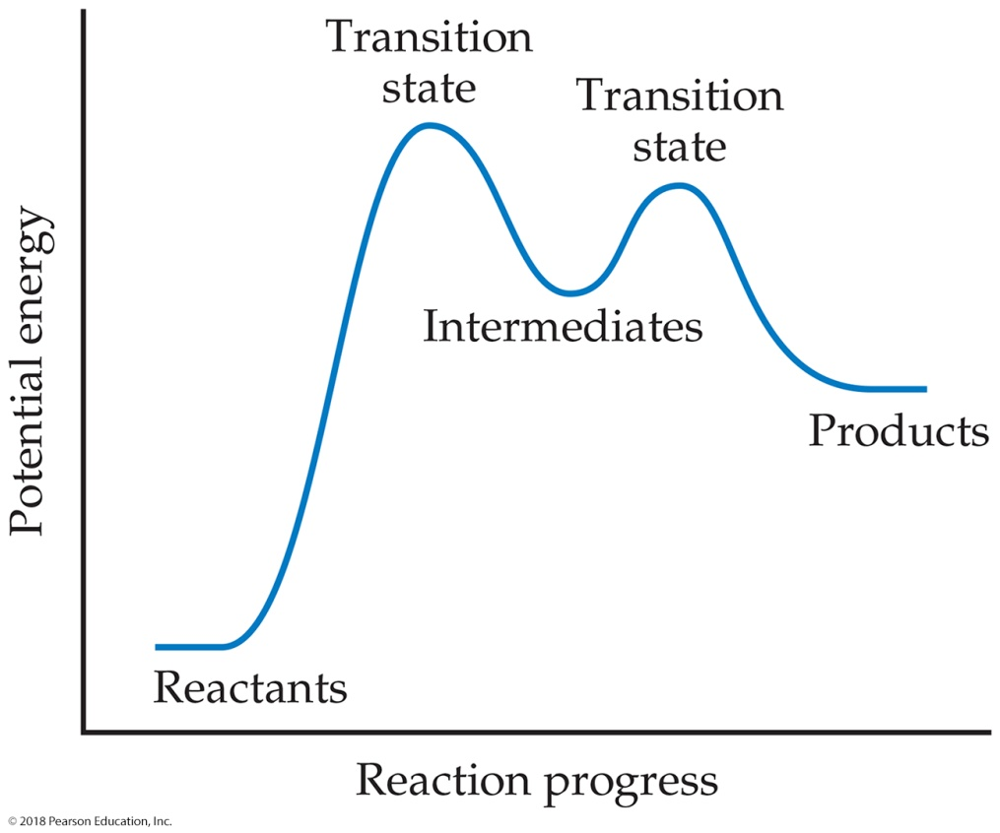 Transition
state
Transition
state
Potential energy
Intermediates
Products
Reactants
Reaction progress
© 2018 Pearson Education, Inc.